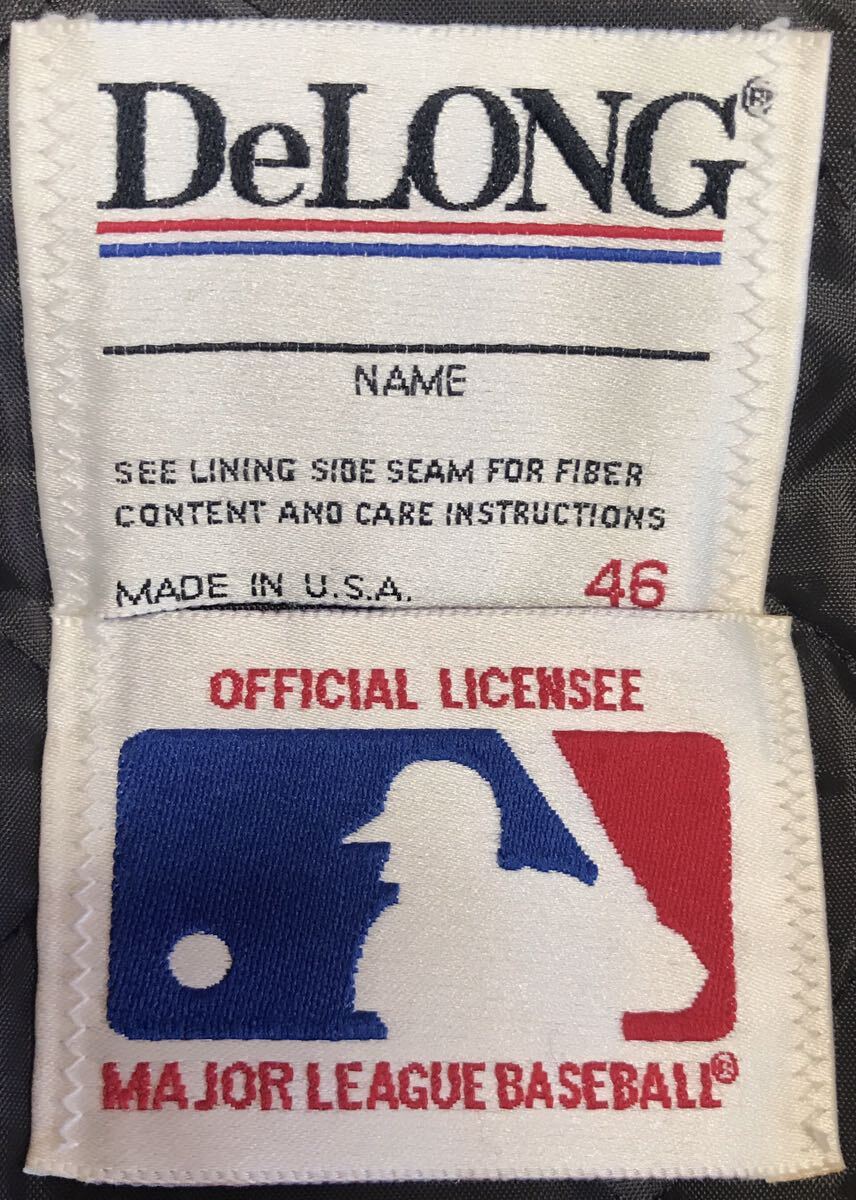 DeLONG®
NAME
SEE LINING SIDE SEAM FOR FIBER
CONTENT AND CARE INSTRUCTIONS
MADE IN U.S.A. 46
OFFICIAL LICENSEE
MAJOR LEAGUE BASEBALL®